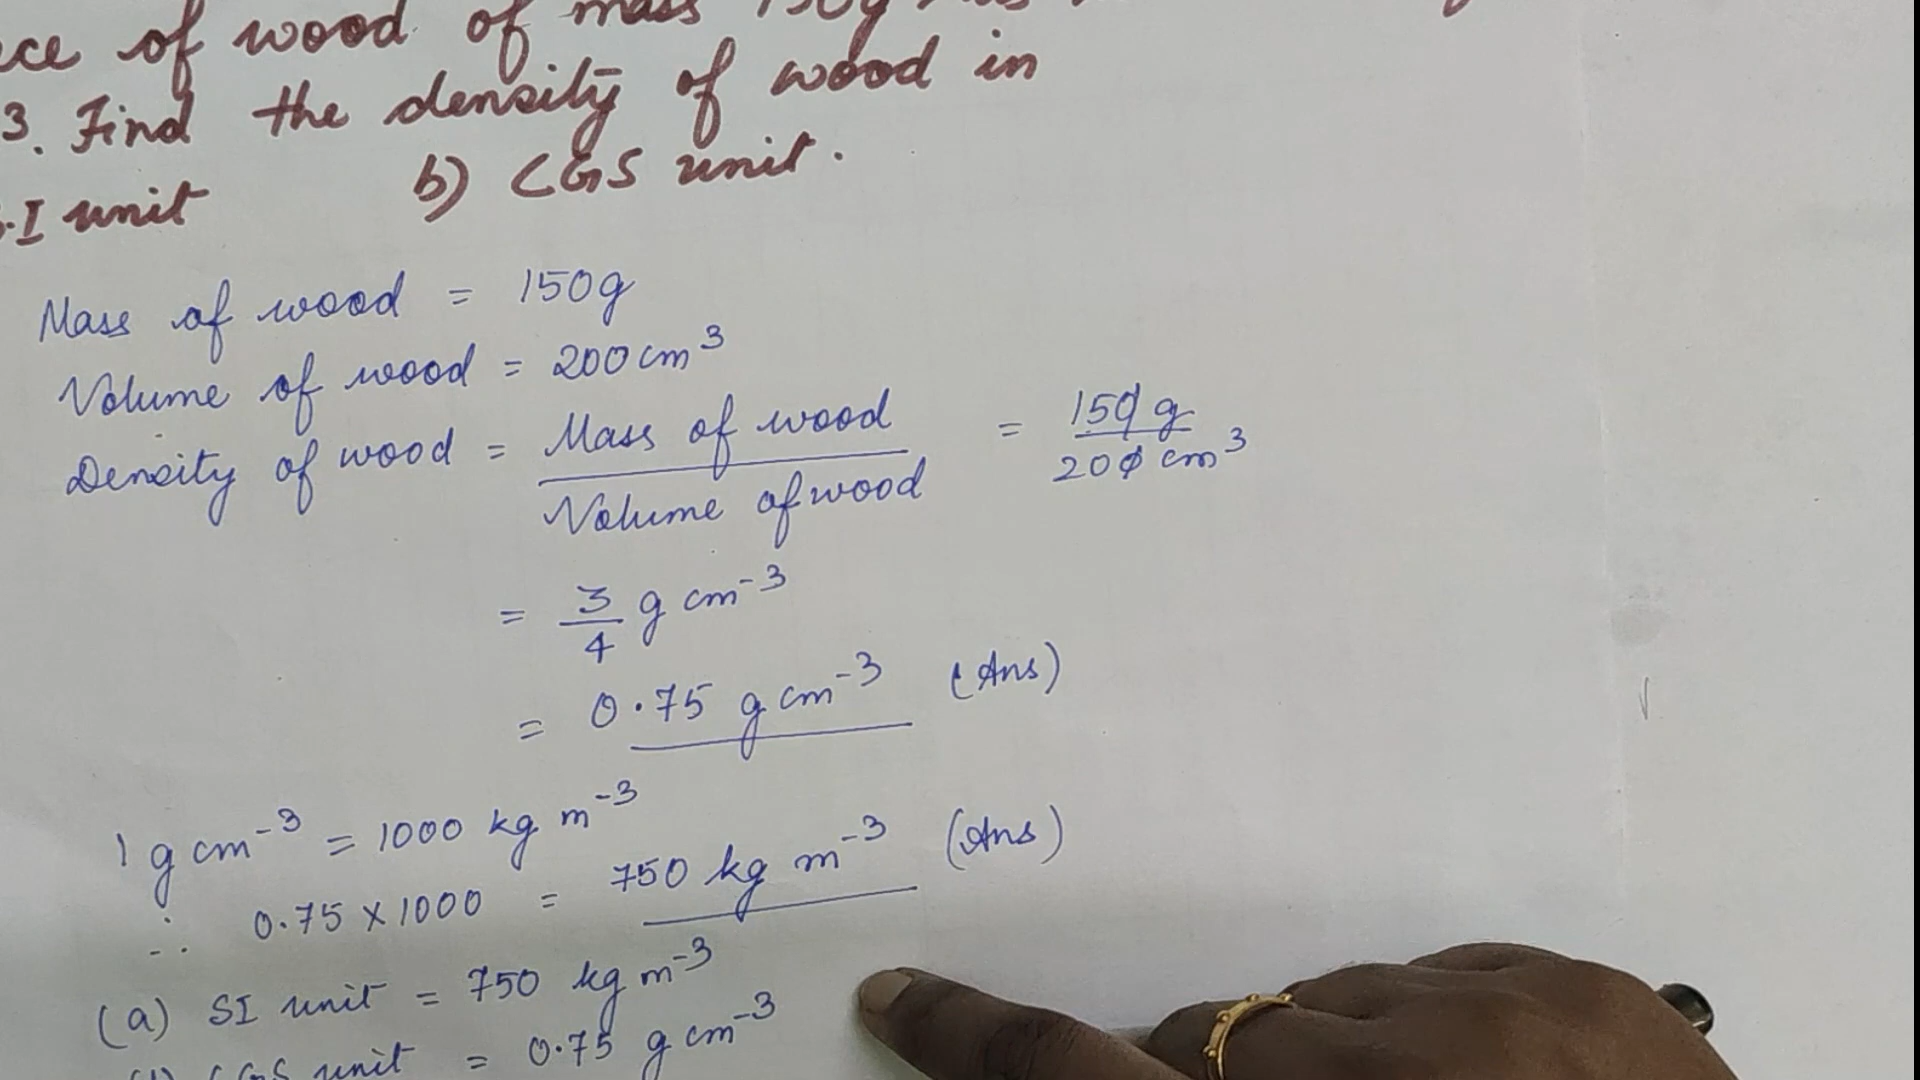 of wood of mass 150g
3. Find the density of wood in
S.I unit b) CGS unit.
Mass of wood = 150g
Volume of wood = 200 cm³
Density of wood = Mass of wood / Volume of wood = 150 g / 200 cm³
= 3/4 g cm⁻³
= 0.75 g cm⁻³ (Ans)
1 g cm⁻³ = 1000 kg m⁻³
∴ 0.75 x 1000 = 750 kg m⁻³ (Ans)
(a) SI unit = 750 kg m⁻³
CGS unit = 0.75 g cm⁻³